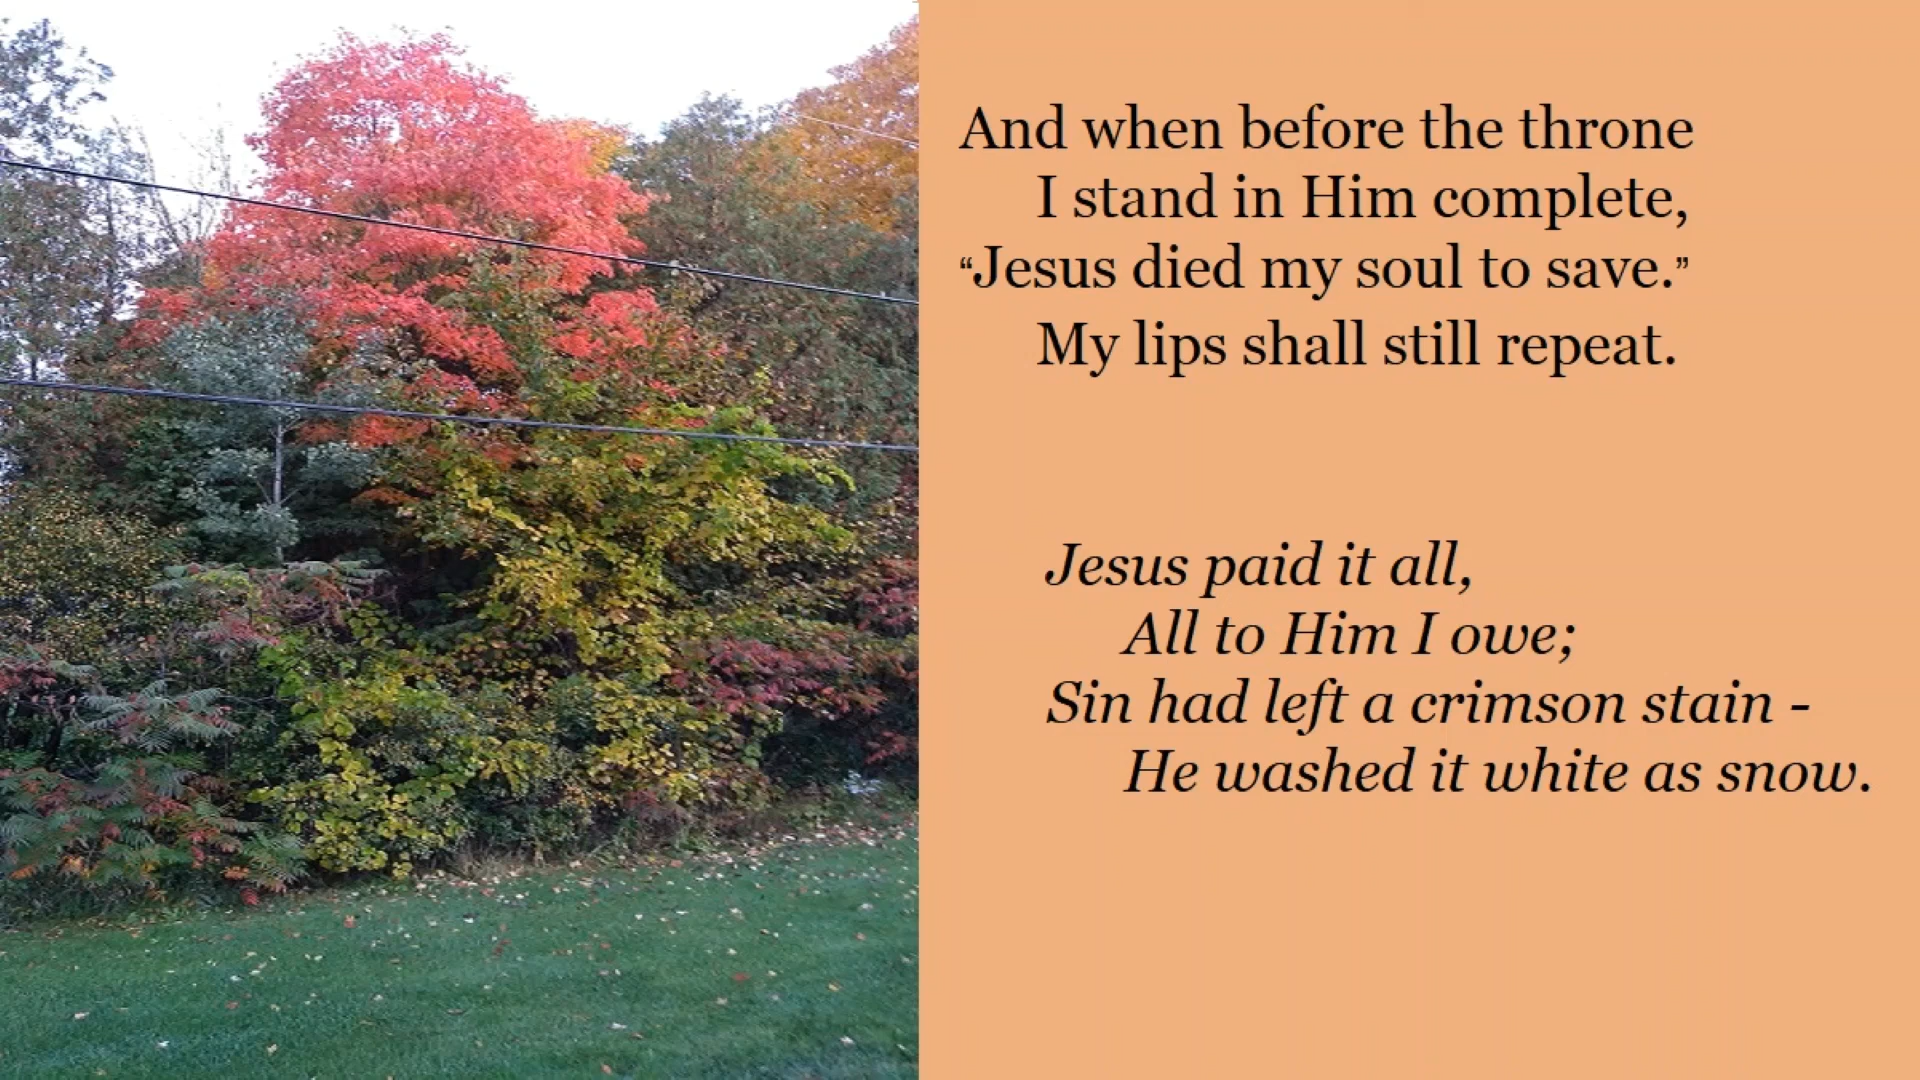 And when before the throne
I stand in Him complete,
“Jesus died my soul to save.”
My lips shall still repeat.
Jesus paid it all,
All to Him I owe;
Sin had left a crimson stain -
He washed it white as snow.